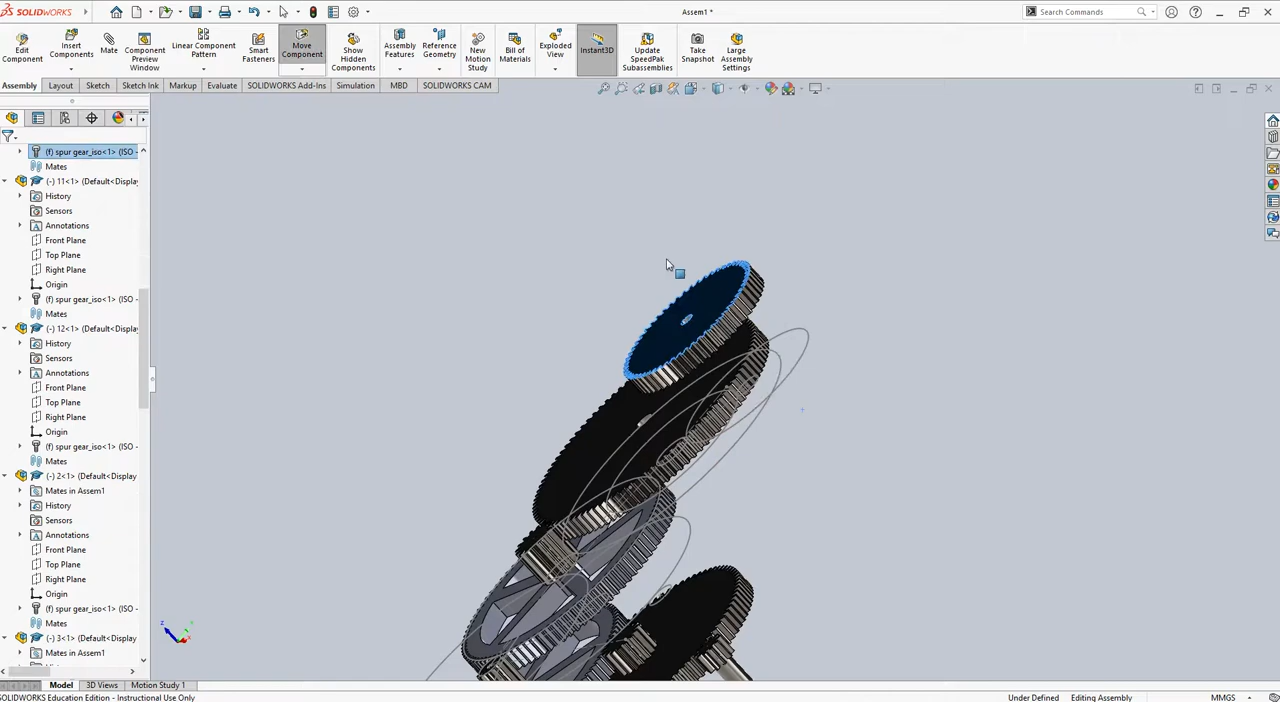 SOLIDWORKS
Assem1 *
Search Commands
Edit Component
Insert Components
Mate
Component Preview Window
Linear Component Pattern
Smart Fasteners
Move Component
Show Hidden Components
Assembly Features
Reference Geometry
New Motion Study
Bill of Materials
Exploded View
Instant3D
Update SpeedPak Subassemblies
Take Snapshot
Large Assembly Settings
Assembly Layout Sketch Sketch Ink Markup Evaluate SOLIDWORKS Add-Ins Simulation MBD SOLIDWORKS CAM
(f) spur gear_iso<1> (ISO -
Mates
(-) 11<1> (Default<Display
History
Sensors
Annotations
Front Plane
Top Plane
Right Plane
Origin
(f) spur gear_iso<1> (ISO -
Mates
(-) 12<1> (Default<Display
History
Sensors
Annotations
Front Plane
Top Plane
Right Plane
Origin
(f) spur gear_iso<1> (ISO -
Mates
(-) 2<1> (Default<Display
Mates in Assem1
History
Sensors
Annotations
Front Plane
Top Plane
Right Plane
Origin
(f) spur gear_iso<1> (ISO -
Mates
(-) 3<1> (Default<Display
Mates in Assem1
Model 3D Views Motion Study 1
SOLIDWORKS Education Edition - Instructional Use Only
Under Defined Editing Assembly MMGS